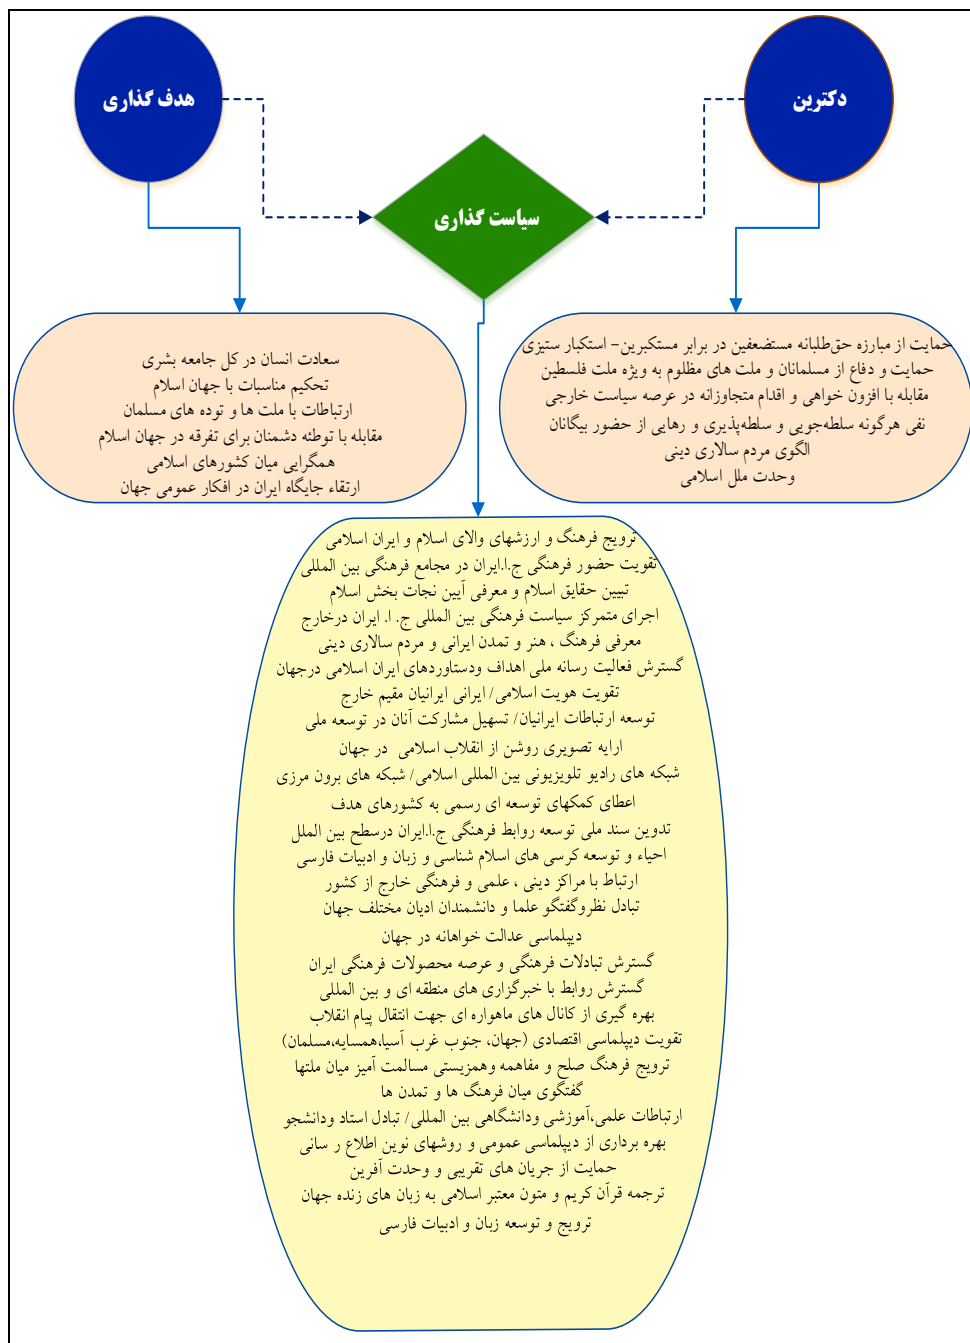 دکترین
هدف گذاری
سیاست گذاری
حمایت از مبارزه حق‌طلبانه مستضعفین در برابر مستکبرین- استکبار ستیزی
حمایت و دفاع از مسلمانان و ملت های مظلوم به ویژه ملت فلسطین
مقابله با افزون خواهی و اقدام متجاوزانه در عرصه سیاست خارجی
نفی هرگونه سلطه‌جویی و سلطه‌پذیری و رهایی از حضور بیگانان
الگوی مردم سالاری دینی
وحدت ملل اسلامی
سعادت انسان در کل جامعه بشری
تحکیم مناسبات با جهان اسلام
ارتباطات با ملت ها و توده های مسلمان
مقابله با توطئه دشمنان برای تفرقه در جهان اسلام
همگرایی میان کشورهای اسلامی
ارتقاء جایگاه ایران در افکار عمومی جهان
ترویج فرهنگ و ارزشهای والای اسلام و ایران اسلامی
تقویت حضور فرهنگی ج.ا.ایران در مجامع فرهنگی بین المللی
تبیین حقایق اسلام و معرفی آیین نجات بخش اسلام
اجرای متمرکز سیاست فرهنگی بین المللی ج. ا. ایران درخارج
معرفی فرهنگ ، هنر و تمدن ایرانی و مردم سالاری دینی
گسترش فعالیت رسانه ملی اهداف ودستاوردهای ایران اسلامی درجهان
تقویت هویت اسلامی/ ایرانی ایرانیان مقیم خارج
توسعه ارتباطات ایرانیان/ تسهیل مشارکت آنان در توسعه ملی
ارایه تصویری روشن از انقلاب اسلامی در جهان
شبکه های رادیو تلویزیونی بین المللی اسلامی/ شبکه های برون مرزی
اعطای کمکهای توسعه ای رسمی به کشورهای هدف
تدوین سند ملی توسعه روابط فرهنگی ج.ا.ایران درسطح بین الملل
احیاء و توسعه کرسی های اسلام شناسی و زبان و ادبیات فارسی
ارتباط با مراکز دینی ، علمی و فرهنگی خارج از کشور
تبادل نظروگفتگو علما و دانشمندان ادیان مختلف جهان
دیپلماسی عدالت خواهانه در جهان
گسترش تبادلات فرهنگی و عرصه محصولات فرهنگی ایران
گسترش روابط با خبرگزاری های منطقه ای و بین المللی
بهره گیری از کانال های ماهواره ای جهت انتقال پیام انقلاب
تقویت دیپلماسی اقتصادی (جهان، جنوب غرب آسیا،همسایه،مسلمان)
ترویج فرهنگ صلح و مفاهمه وهمزیستی مسالمت آمیز میان ملتها
گفتگوی میان فرهنگ ها و تمدن ها
ارتباطات علمی،آموزشی ودانشگاهی بین المللی/ تبادل استاد ودانشجو
بهره برداری از دیپلماسی عمومی و روشهای نوین اطلاع ر سانی
حمایت از جریان های تقریبی و وحدت آفرین
ترجمه قرآن کریم و متون معتبر اسلامی به زبان های زنده جهان
ترویج و توسعه زبان و ادبیات فارسی